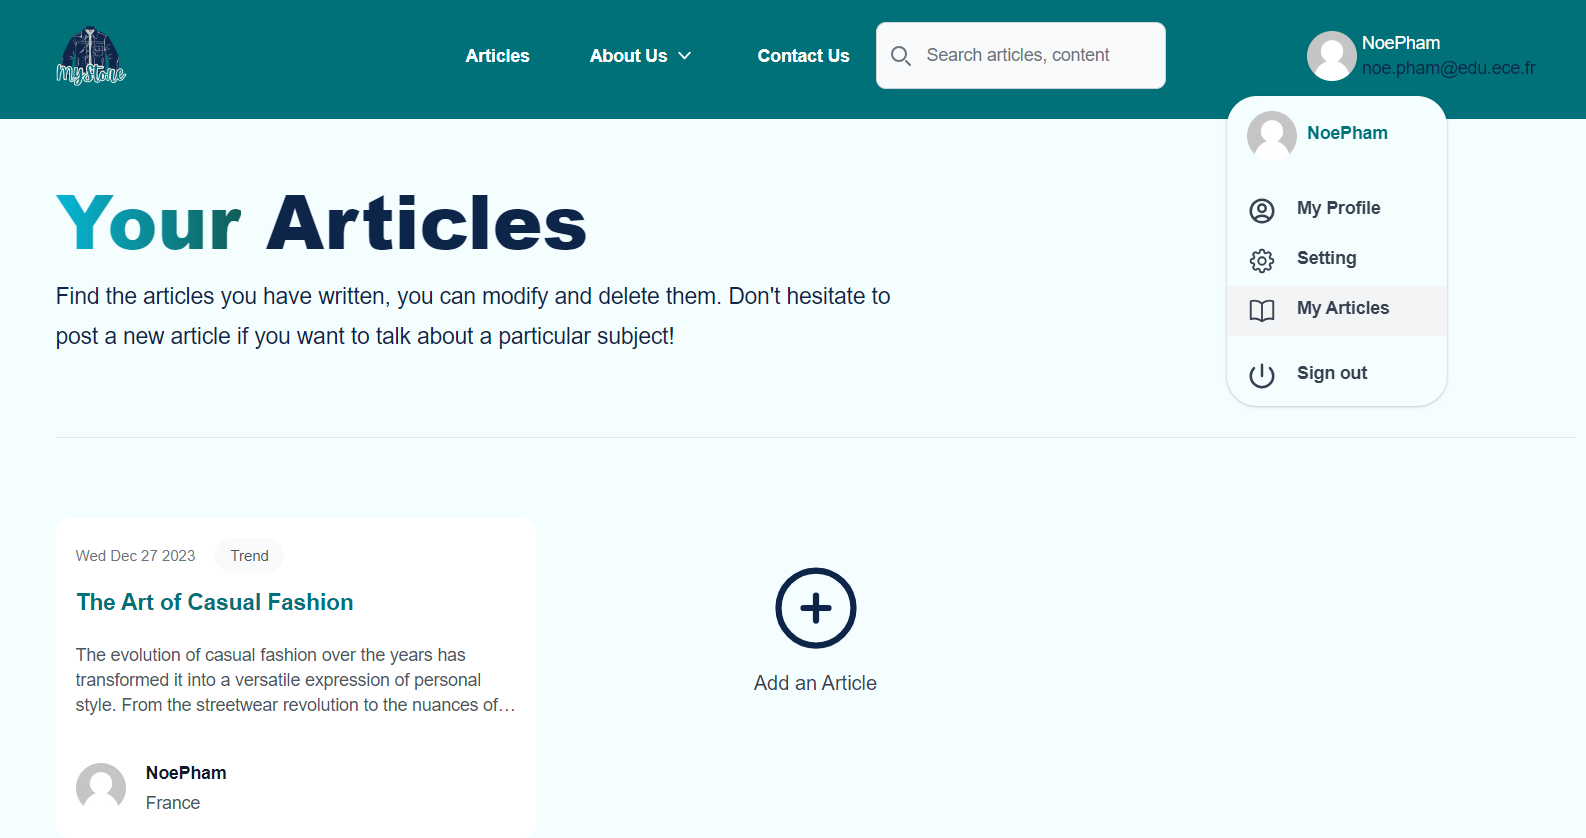 MyStone
Articles
About Us
Contact Us
Search articles, content
NoePham
noe.pham@edu.ece.fr
NoePham
My Profile
Setting
My Articles
Sign out
Your Articles
Find the articles you have written, you can modify and delete them. Don't hesitate to
post a new article if you want to talk about a particular subject!
Wed Dec 27 2023
Trend
The Art of Casual Fashion
The evolution of casual fashion over the years has
transformed it into a versatile expression of personal
style. From the streetwear revolution to the nuances of…
NoePham
France
Add an Article